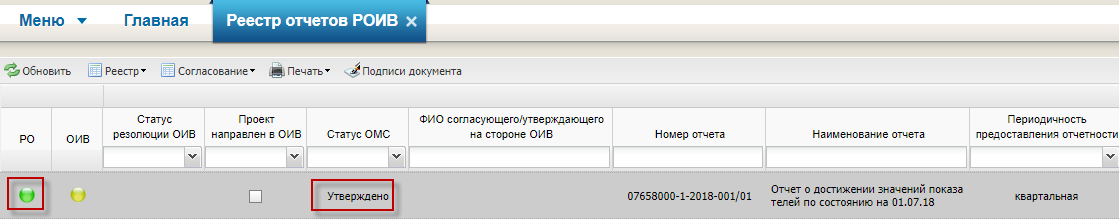 Меню Главная Реестр отчетов РОИВ
Обновить Реестр Согласование Печать Подписи документа
РО ОИВ Статус резолюции ОИВ Проект направлен в ОИВ Статус ОМС ФИО согласующего/утверждающего на стороне ОИВ Номер отчета Наименование отчета Периодичность предоставления отчетности
Утверждено 07658000-1-2018-001/01 Отчет о достижении значений показа
телей по состоянию на 01.07.18 квартальная